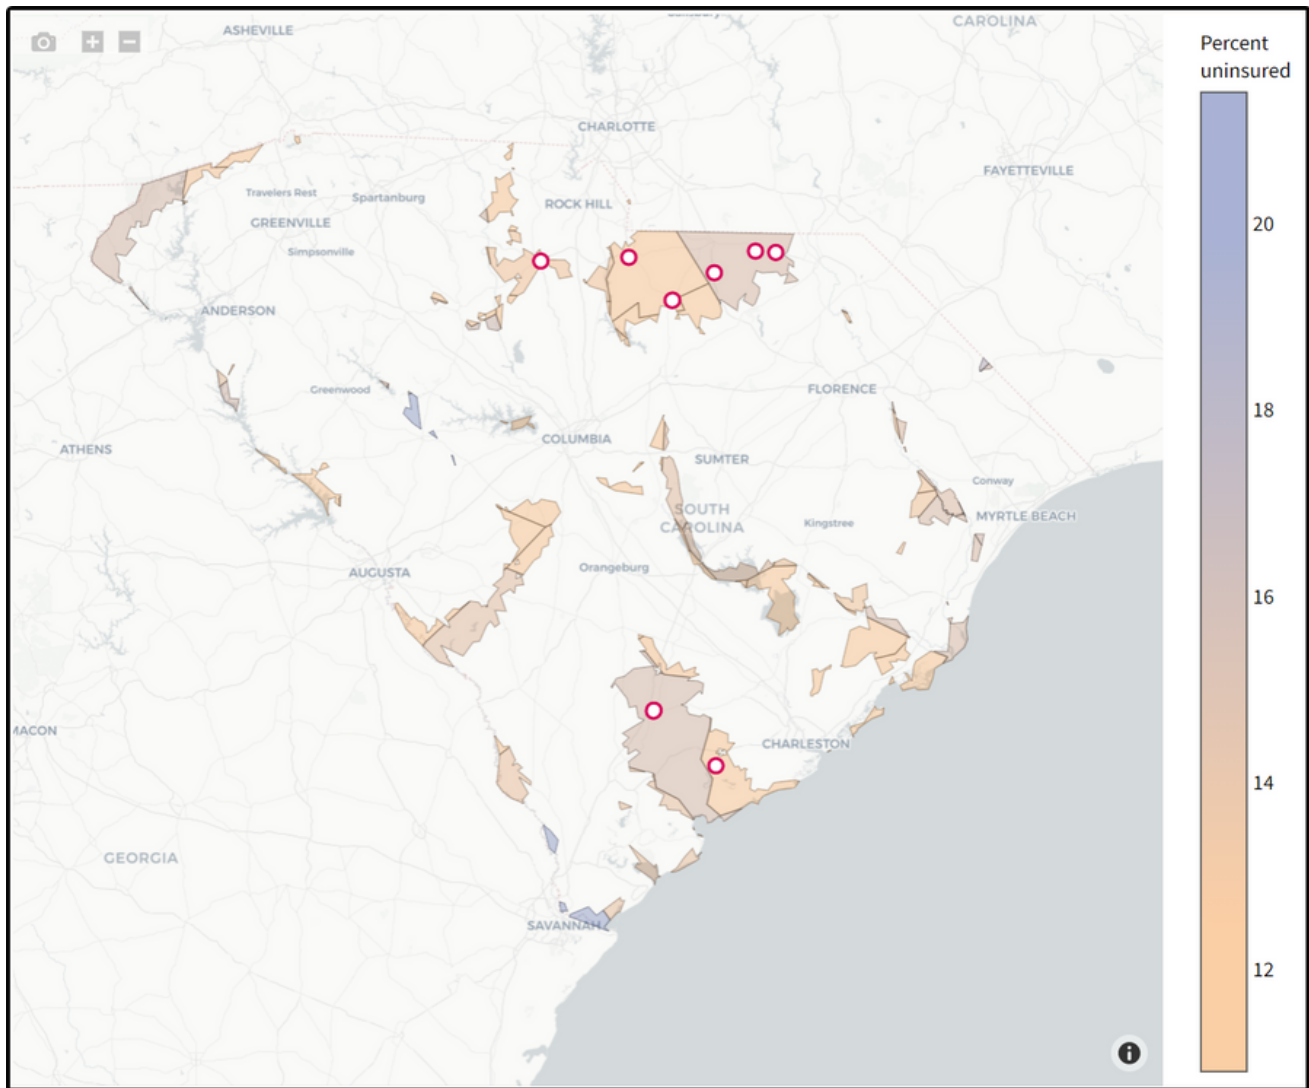 CAROLINA
ASHEVILLE
CHARLOTTE
FAYETTEVILLE
Travelers Rest
Spartanburg
ROCK HILL
GREENVILLE
Simpsonville
ANDERSON
Greenwood
FLORENCE
ATHENS
COLUMBIA
SUMTER
Conway
SOUTH
CAROLINA
MYRTLE BEACH
Kingstree
AUGUSTA
Orangeburg
MACON
CHARLESTON
GEORGIA
SAVANNAH
Percent
uninsured
20
18
16
14
12